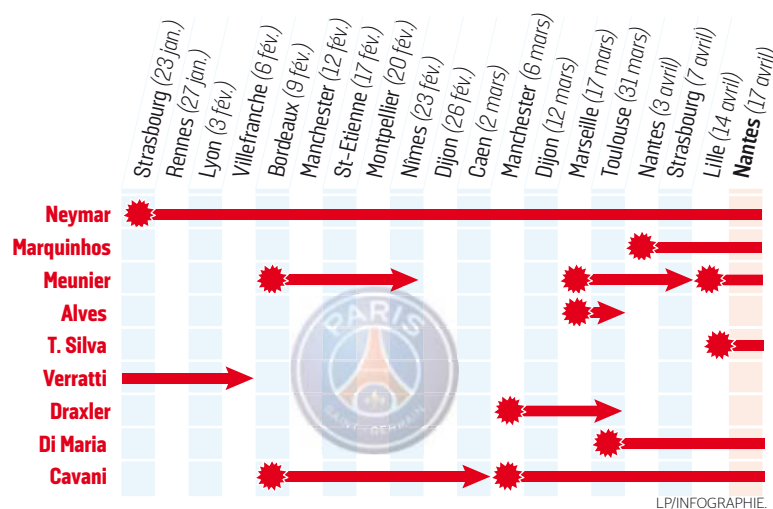 Strasbourg (23 jan.)
Rennes (27 jan.)
Lyon (3 fév.)
Villefranche (6 fév.)
Bordeaux (9 fév.)
Manchester (12 fév.)
St-Etienne (17 fév.)
Montpellier (20 fév.)
Nîmes (23 fév.)
Dijon (26 fév.)
Caen (2 mars)
Manchester (6 mars)
Dijon (12 mars)
Marseille (17 mars)
Toulouse (31 mars)
Nantes (3 avril)
Strasbourg (7 avril)
Lille (14 avril)
Nantes (17 avril)
Neymar
Marquinhos
Meunier
Alves
T. Silva
Verratti
Draxler
Di Maria
Cavani
PARIS
SAINT-GERMAIN
LP/INFOGRAPHIE.